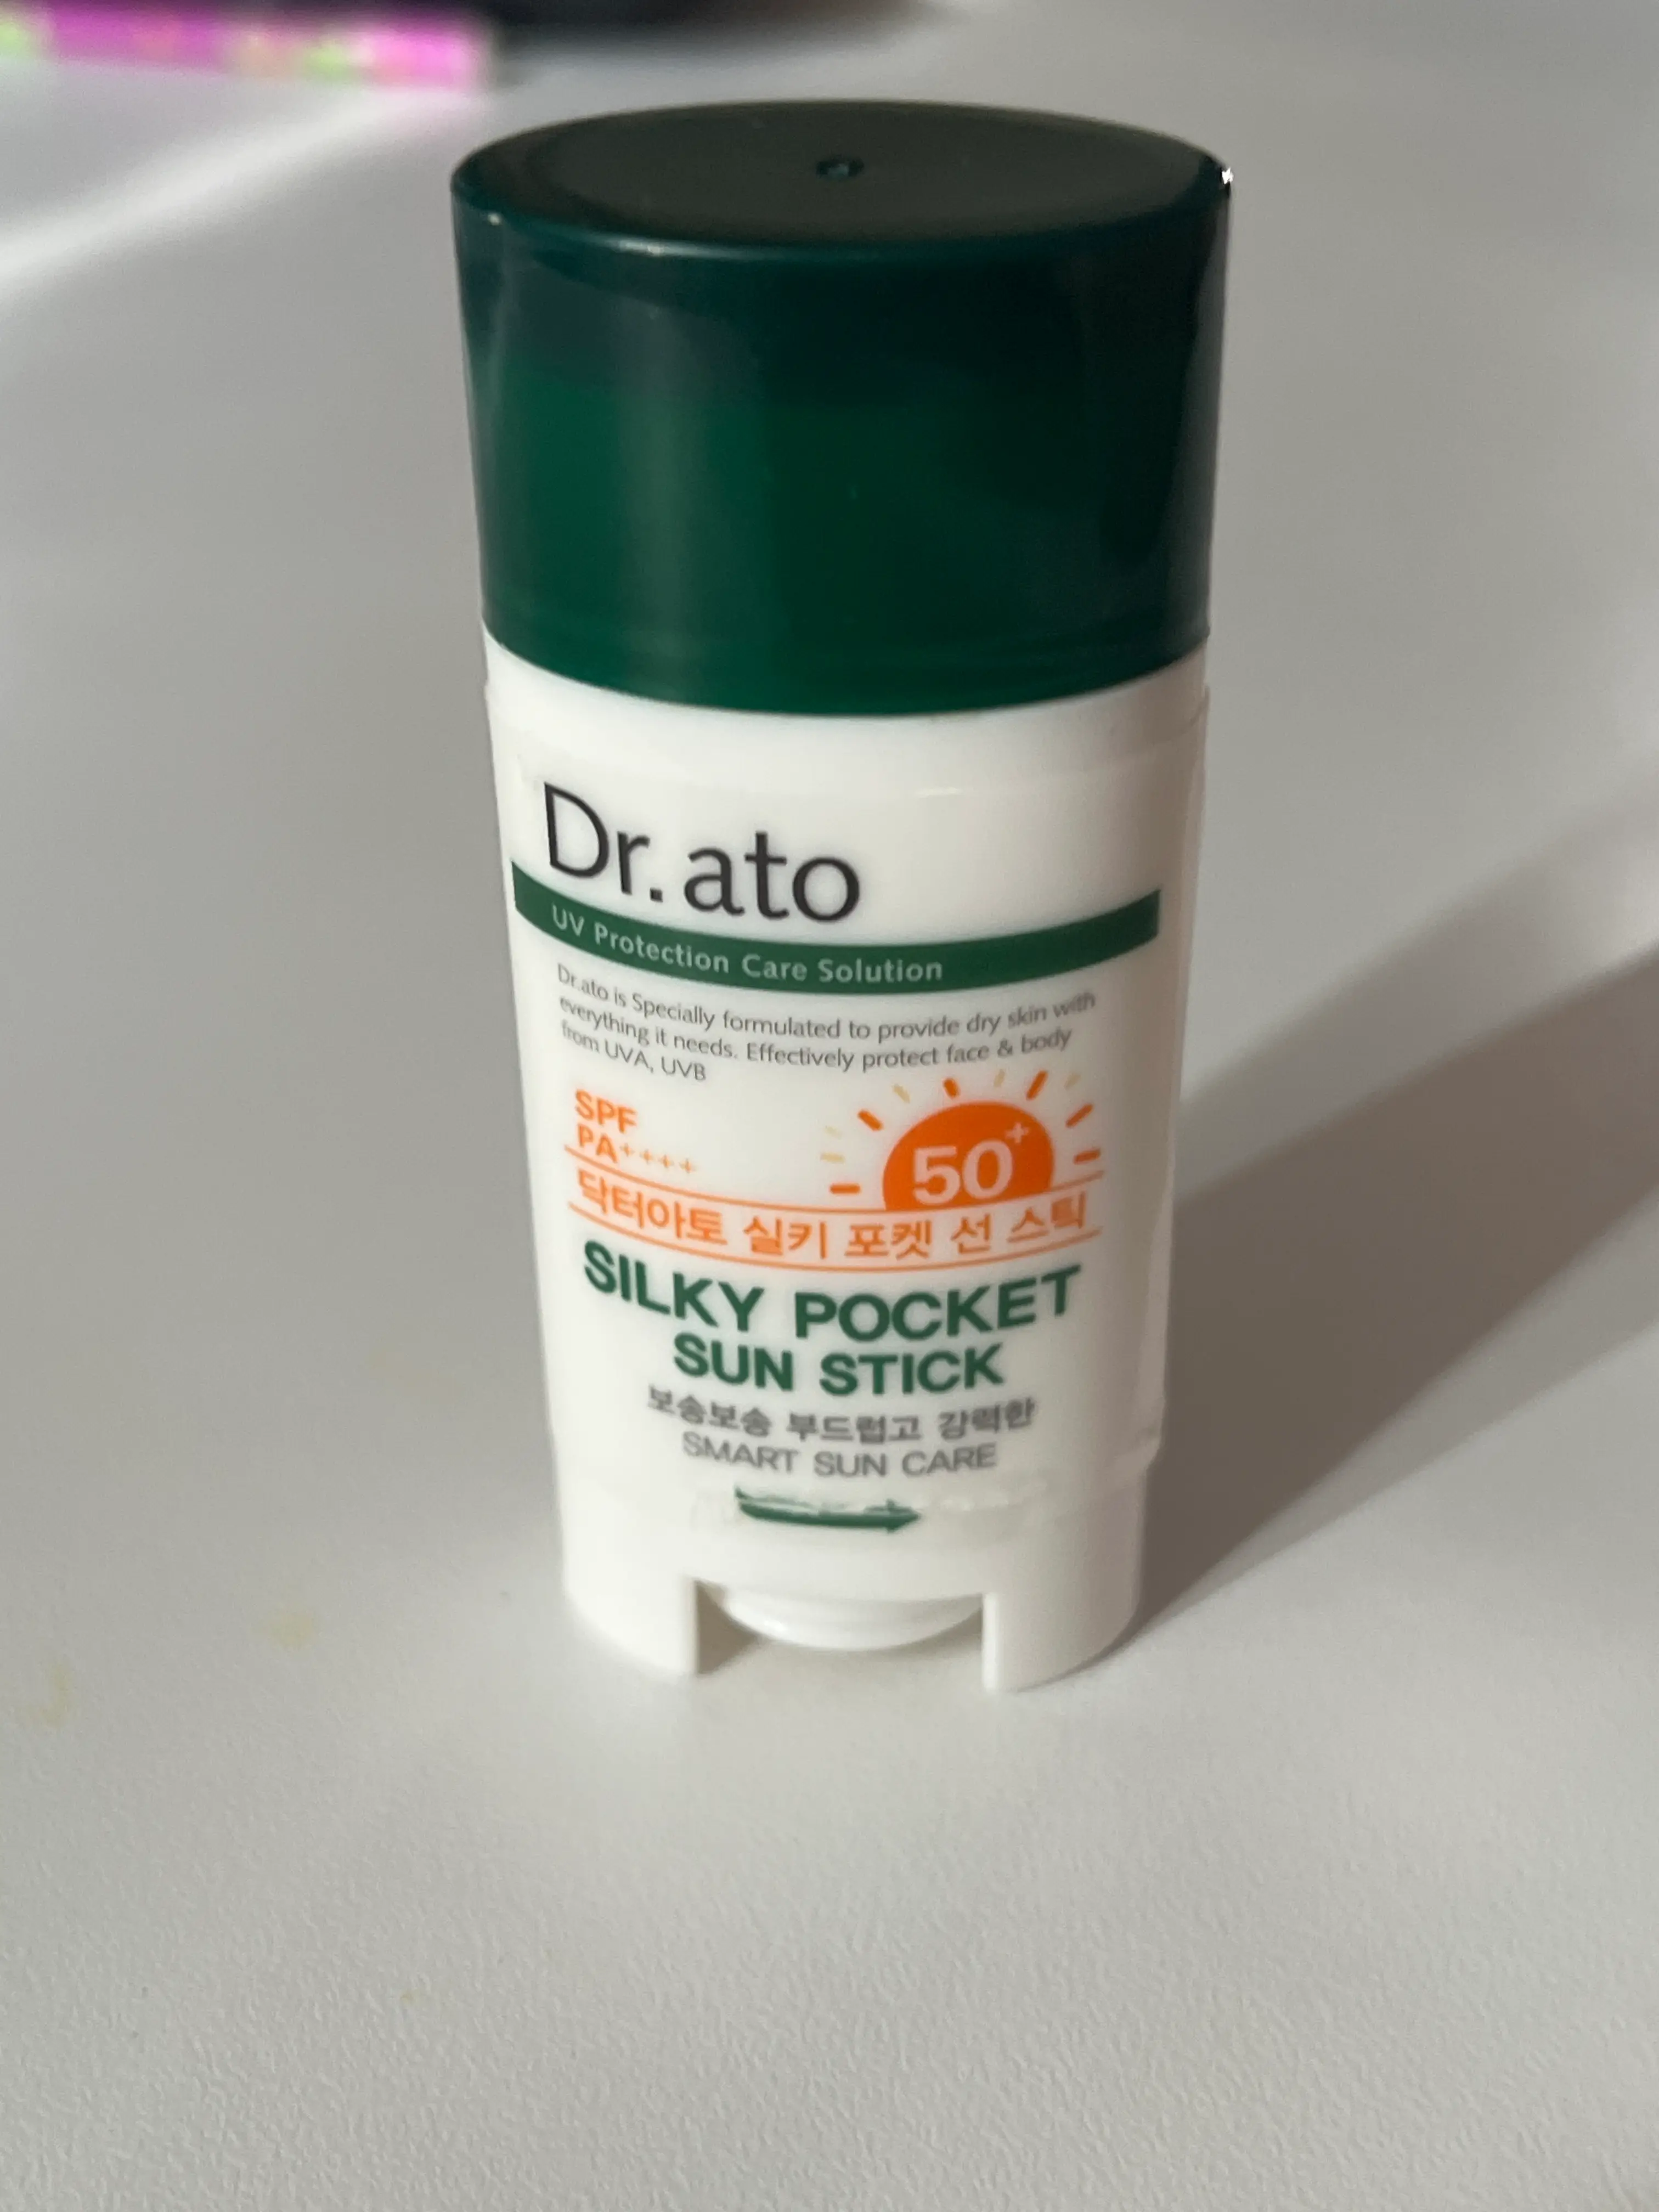 Dr.ato
UV Protection Care Solution
Dr.ato is Specially formulated to provide dry skin with
everything it needs. Effectively protect face & body
from UVA, UVB
SPF
PA++++
50+
닥터아토 실키 포켓 선 스틱
SILKY POCKET
SUN STICK
보송보송 부드럽고 강력한
SMART SUN CARE